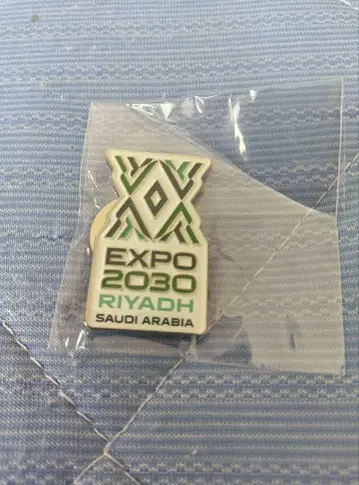 EXPO
2030
RIYADH
SAUDI ARABIA